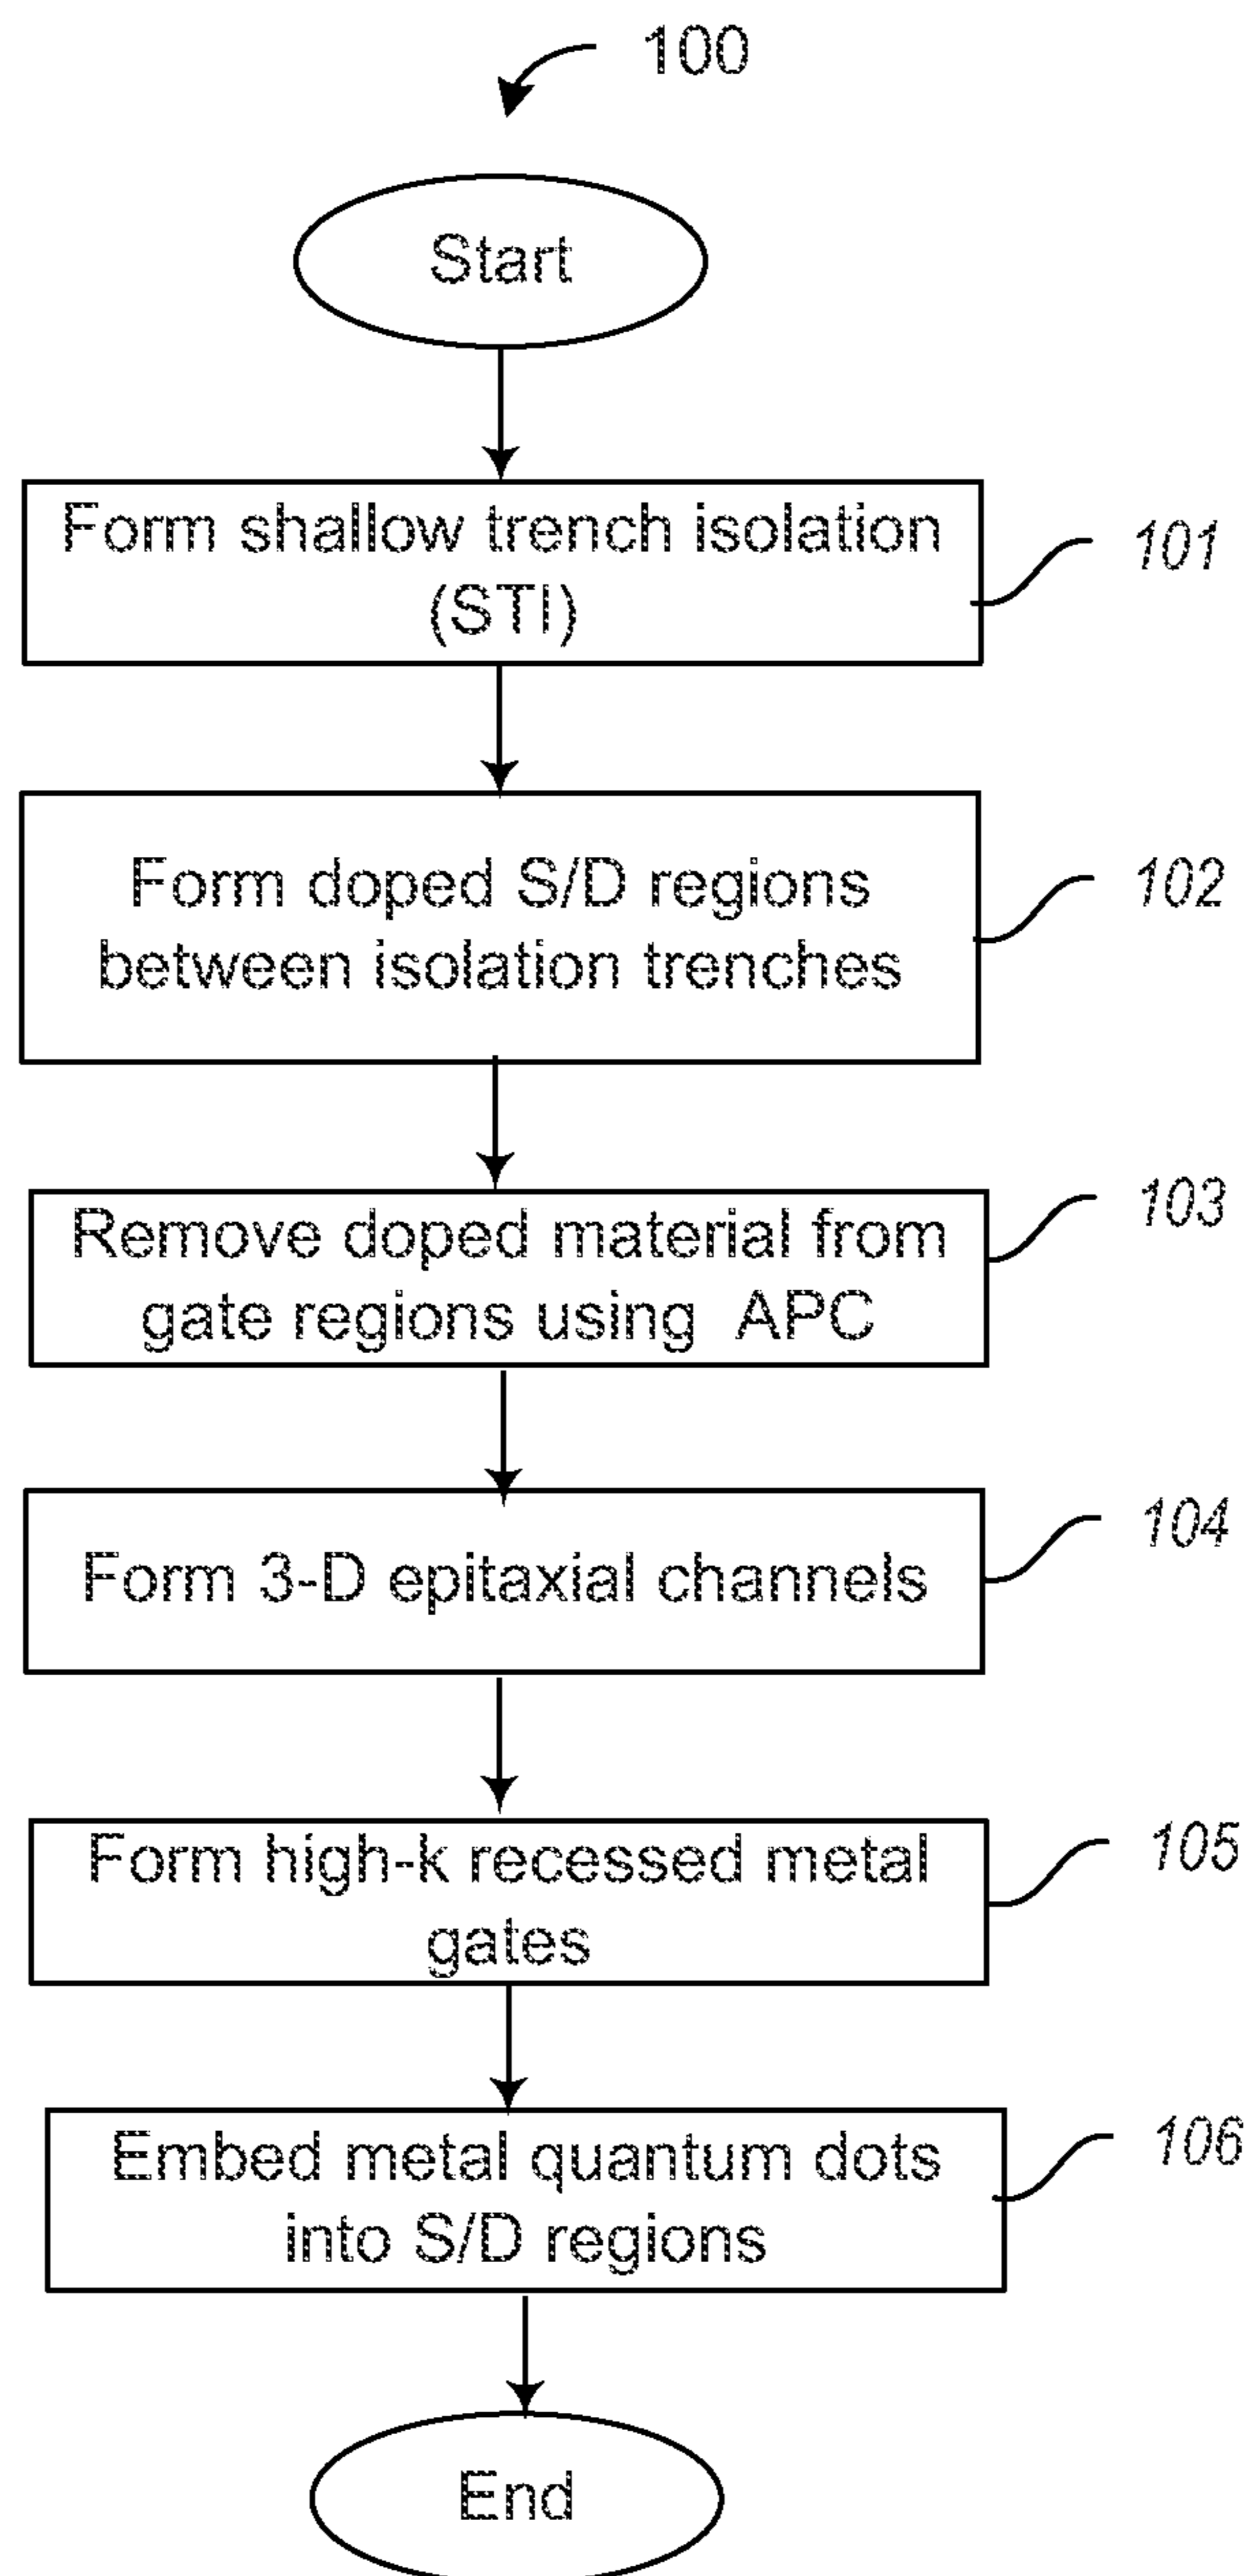 100
Start
Form shallow trench isolation
(STI)
101
Form doped S/D regions
between isolation trenches
102
Remove doped material from
gate regions using APC
103
Form 3-D epitaxial channels
104
Form high-k recessed metal
gates
105
Embed metal quantum dots
into S/D regions
106
End